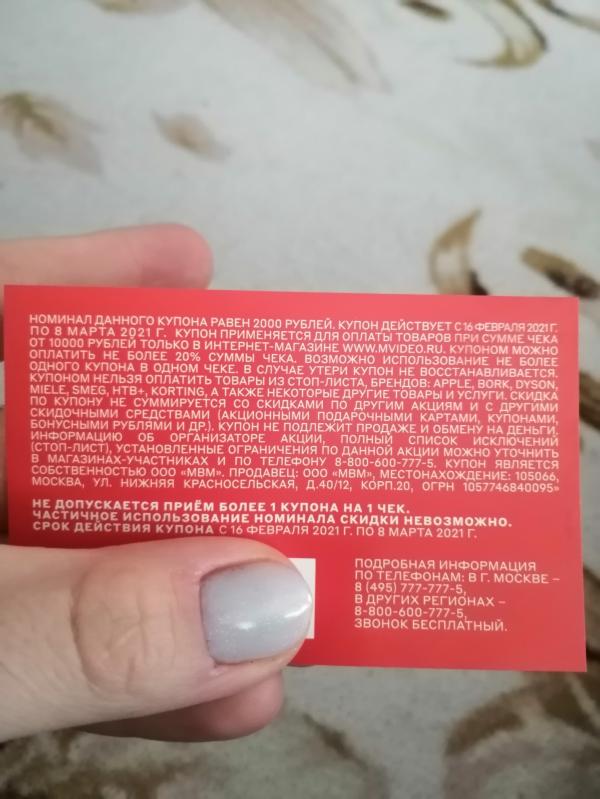 НОМИНАЛ ДАННОГО КУПОНА РАВЕН 2000 РУБЛЕЙ. КУПОН ДЕЙСТВУЕТ С 16 ФЕВРАЛЯ 2021 Г.
ПО 8 МАРТА 2021 Г. КУПОН ПРИМЕНЯЕТСЯ ДЛЯ ОПЛАТЫ ТОВАРОВ ПРИ СУММЕ ЧЕКА
ОТ 10000 РУБЛЕЙ ТОЛЬКО В ИНТЕРНЕТ-МАГАЗИНЕ WWW.MVIDEO.RU. КУПОНОМ МОЖНО
ОПЛАТИТЬ НЕ БОЛЕЕ 20% СУММЫ ЧЕКА. ВОЗМОЖНО ИСПОЛЬЗОВАНИЕ НЕ БОЛЕЕ
ОДНОГО КУПОНА В ОДНОМ ЧЕКЕ. В СЛУЧАЕ УТЕРИ КУПОН НЕ ВОССТАНАВЛИВАЕТСЯ.
КУПОНОМ НЕЛЬЗЯ ОПЛАТИТЬ ТОВАРЫ ИЗ СТОП-ЛИСТА, БРЕНДОВ: APPLE, BORK, DYSON,
MIELE, SMEG, HTB+, KORTING, А ТАКЖЕ НЕКОТОРЫЕ ДРУГИЕ ТОВАРЫ И УСЛУГИ. СКИДКА
ПО КУПОНУ НЕ СУММИРУЕТСЯ СО СКИДКАМИ ПО ДРУГИМ АКЦИЯМ И С ДРУГИМИ
СКИДОЧНЫМИ СРЕДСТВАМИ (АКЦИОННЫМИ ПОДАРОЧНЫМИ КАРТАМИ, КУПОНАМИ,
БОНУСНЫМИ РУБЛЯМИ И ДР.). КУПОН НЕ ПОДЛЕЖИТ ПРОДАЖЕ И ОБМЕНУ НА ДЕНЬГИ.
ИНФОРМАЦИЮ ОБ ОРГАНИЗАТОРЕ АКЦИИ, ПОЛНЫЙ СПИСОК ИСКЛЮЧЕНИЙ
(СТОП-ЛИСТ), УСТАНОВЛЕННЫЕ ОГРАНИЧЕНИЯ ПО ДАННОЙ АКЦИИ МОЖНО УТОЧНИТЬ
В МАГАЗИНАХ-УЧАСТНИКАХ И ПО ТЕЛЕФОНУ 8-800-600-777-5. КУПОН ЯВЛЯЕТСЯ
СОБСТВЕННОСТЬЮ ООО «МВМ». ПРОДАВЕЦ: ООО «МВМ», МЕСТОНАХОЖДЕНИЕ: 105066,
МОСКВА, УЛ. НИЖНЯЯ КРАСНОСЕЛЬСКАЯ, Д.40/12, КОРП.20, ОГРН 1057746840095»
НЕ ДОПУСКАЕТСЯ ПРИЁМ БОЛЕЕ 1 КУПОНА НА 1 ЧЕК.
ЧАСТИЧНОЕ ИСПОЛЬЗОВАНИЕ НОМИНАЛА СКИДКИ НЕВОЗМОЖНО.
СРОК ДЕЙСТВИЯ КУПОНА С 16 ФЕВРАЛЯ 2021 Г. ПО 8 МАРТА 2021 Г.
ПОДРОБНАЯ ИНФОРМАЦИЯ
ПО ТЕЛЕФОНАМ: В Г. МОСКВЕ –
8 (495) 777-777-5,
В ДРУГИХ РЕГИОНАХ –
8-800-600-777-5,
ЗВОНОК БЕСПЛАТНЫЙ.